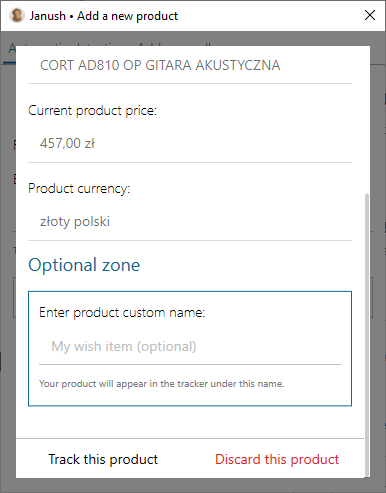 Janush • Add a new product
CORT AD810 OP GITARA AKUSTYCZNA
Current product price:
457,00 zł
Product currency:
złoty polski
Optional zone
Enter product custom name:
My wish item (optional)
Your product will appear in the tracker under this name.
Track this product
Discard this product